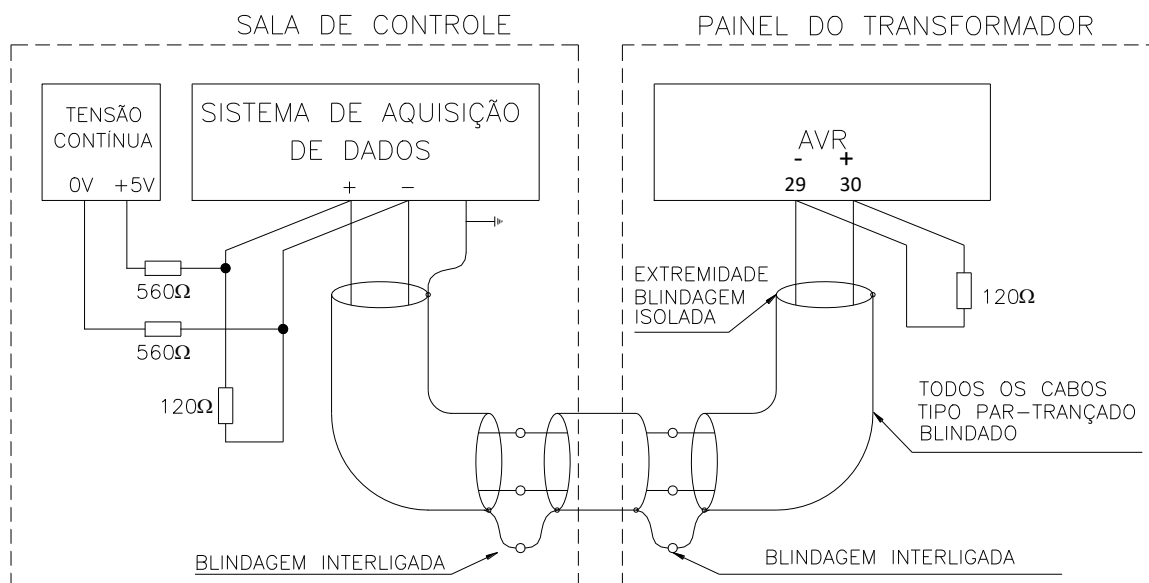 SALA DE CONTROLE
PAINEL DO TRANSFORMADOR
TENSÃO
CONTÍNUA
0V +5V
SISTEMA DE AQUISIÇÃO
DE DADOS
+ −
AVR
- +
29 30
560Ω
560Ω
120Ω
EXTREMIDADE
BLINDAGEM
ISOLADA
120Ω
TODOS OS CABOS
TIPO PAR-TRANÇADO
BLINDADO
BLINDAGEM INTERLIGADA
BLINDAGEM INTERLIGADA